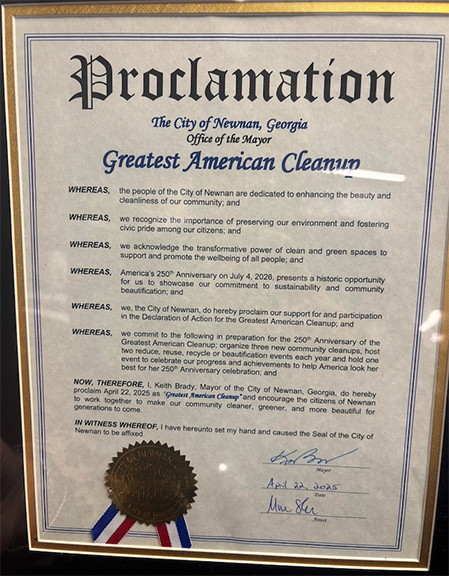 Proclamation
The City of Newnan, Georgia
Office of the Mayor
Greatest American Cleanup
WHEREAS, the people of the City of Newnan are dedicated to enhancing the beauty and
cleanliness of our community; and
WHEREAS, we recognize the importance of preserving our environment and fostering
civic pride among our citizens; and
WHEREAS, we acknowledge the transformative power of clean and green spaces to
support and promote the wellbeing of all people; and
WHEREAS, America's 250th Anniversary on July 4, 2026, presents a historic opportunity
for us to showcase our commitment to sustainability and community
beautification; and
WHEREAS, we, the City of Newnan, do hereby proclaim our support for and participation
in the Declaration of Action for the Greatest American Cleanup; and
WHEREAS, we commit to the following in preparation for the 250th Anniversary of the
Greatest American Cleanup; organize three new community cleanups, host
two reduce, reuse, recycle or beautification events each year and hold one
event to celebrate our progress and achievements to help America look her
best for her 250th Anniversary celebration; and
NOW, THEREFORE, I, Keith Brady, Mayor of the City of Newnan, Georgia, do hereby
proclaim April 22, 2025 as "Greatest American Cleanup" and encourage the citizens of Newnan
to work together to make our community cleaner, greener, and more beautiful for
generations to come.
IN WITNESS WHEREOF, I have hereunto set my hand and caused the Seal of the City of
Newnan to be affixed.
Mayor
April 22, 2025
Date
Attest